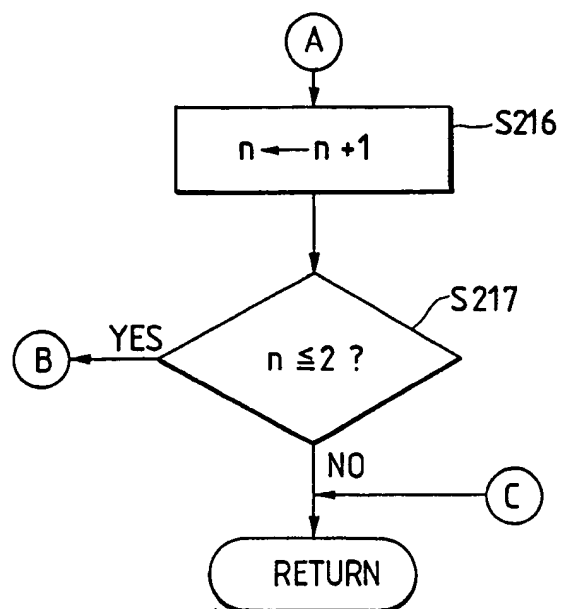 A
n ← n +1
S216
S217
n ≦ 2 ?
YES
B
NO
C
RETURN